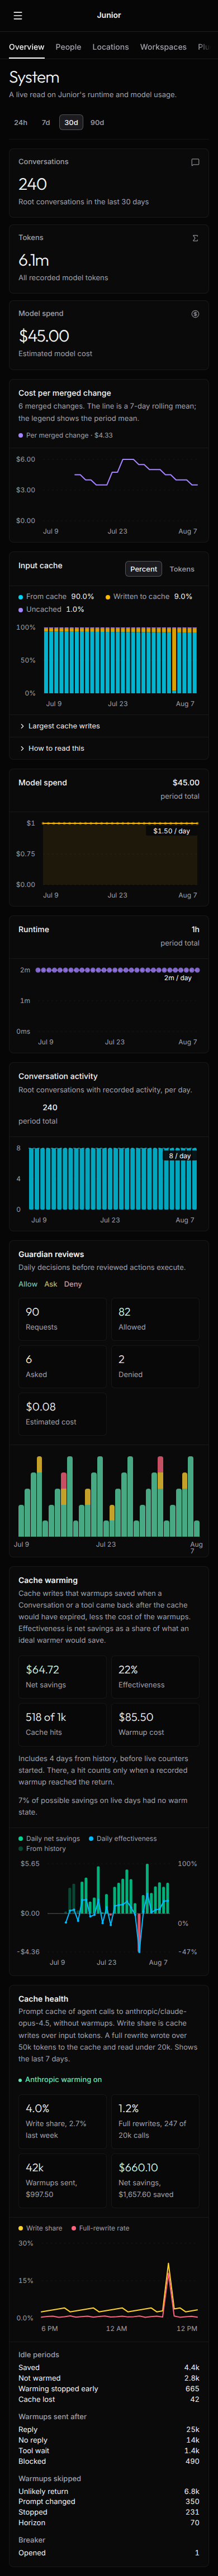 Junior
Overview People Locations Workspaces
System
A live read on Junior's runtime and model usage.
24h 7d 30d 90d
Conversations
240
Root conversations in the last 30 days
Tokens
Σ
6.1m
All recorded model tokens
Model spend
$45.00
Estimated model cost
Cost per merged change
6 merged changes. The line is a 7-day rolling mean;
the legend shows the period mean.
Per merged change · $4.33
$6.00
$3.00
$0.00
Jul 9 Jul 23 Aug 7
Input cache
Percent Tokens
From cache 90.0% Written to cache 9.0%
Uncached 1.0%
100%
50%
0%
Jul 9 Jul 23 Aug 7
Largest cache writes
How to read this
Model spend $45.00
period total
$1
$1.50 / day
$0.75
$0.00
Jul 9 Jul 23 Aug 7
Runtime 1h
period total
2m
2m / day
1m
0ms
Jul 9 Jul 23 Aug 7
Conversation activity
Root conversations with recorded activity, per day.
240
period total
8
8 / day
4
0
Jul 9 Jul 23 Aug 7
Guardian reviews
Daily decisions before reviewed actions execute.
Allow Ask Deny
90 82
Requests Allowed
6 2
Asked Denied
$0.08
Estimated cost
Jul 9 Jul 23 Aug
7
Cache warming
Cache writes that warmups saved when a
Conversation or a tool came back after the cache
would have expired, less the cost of the warmups.
Effectiveness is net savings as a share of what an
ideal warmer would save.
$64.72 22%
Net savings Effectiveness
518 of 1k $85.50
Cache hits Warmup cost
Includes 4 days from history, before live counters
started. There, a hit counts only when a recorded
warmup reached the return.
7% of possible savings on live days had no warm
state.
Daily net savings Daily effectiveness
From history
$5.65 100%
$0.00 0%
-$4.36 -47%
Jul 9 Jul 23 Aug 7
Cache health
Prompt cache of agent calls to anthropic/claude-
opus-4.5, without warmups. Write share is cache
writes over input tokens. A full rewrite wrote over
50k tokens to the cache and read under 20k. Shows
the last 7 days.
Anthropic warming on
4.0% 1.2%
Write share, 2.7% Full rewrites, 247 of
last week 20k calls
42k $660.10
Warmups sent, Net savings,
$997.50 $1,657.60 saved
Write share Full-rewrite rate
30%
15%
0.0%
6 PM 12 AM 12 PM
Idle periods
Saved 4.4k
Not warmed 2.8k
Warming stopped early 665
Cache lost 42
Warmups sent after
Reply 25k
No reply 14k
Tool wait 1.4k
Blocked 490
Warmups skipped
Unlikely return 6.8k
Prompt changed 350
Stopped 231
Horizon 70
Breaker
Opened 1